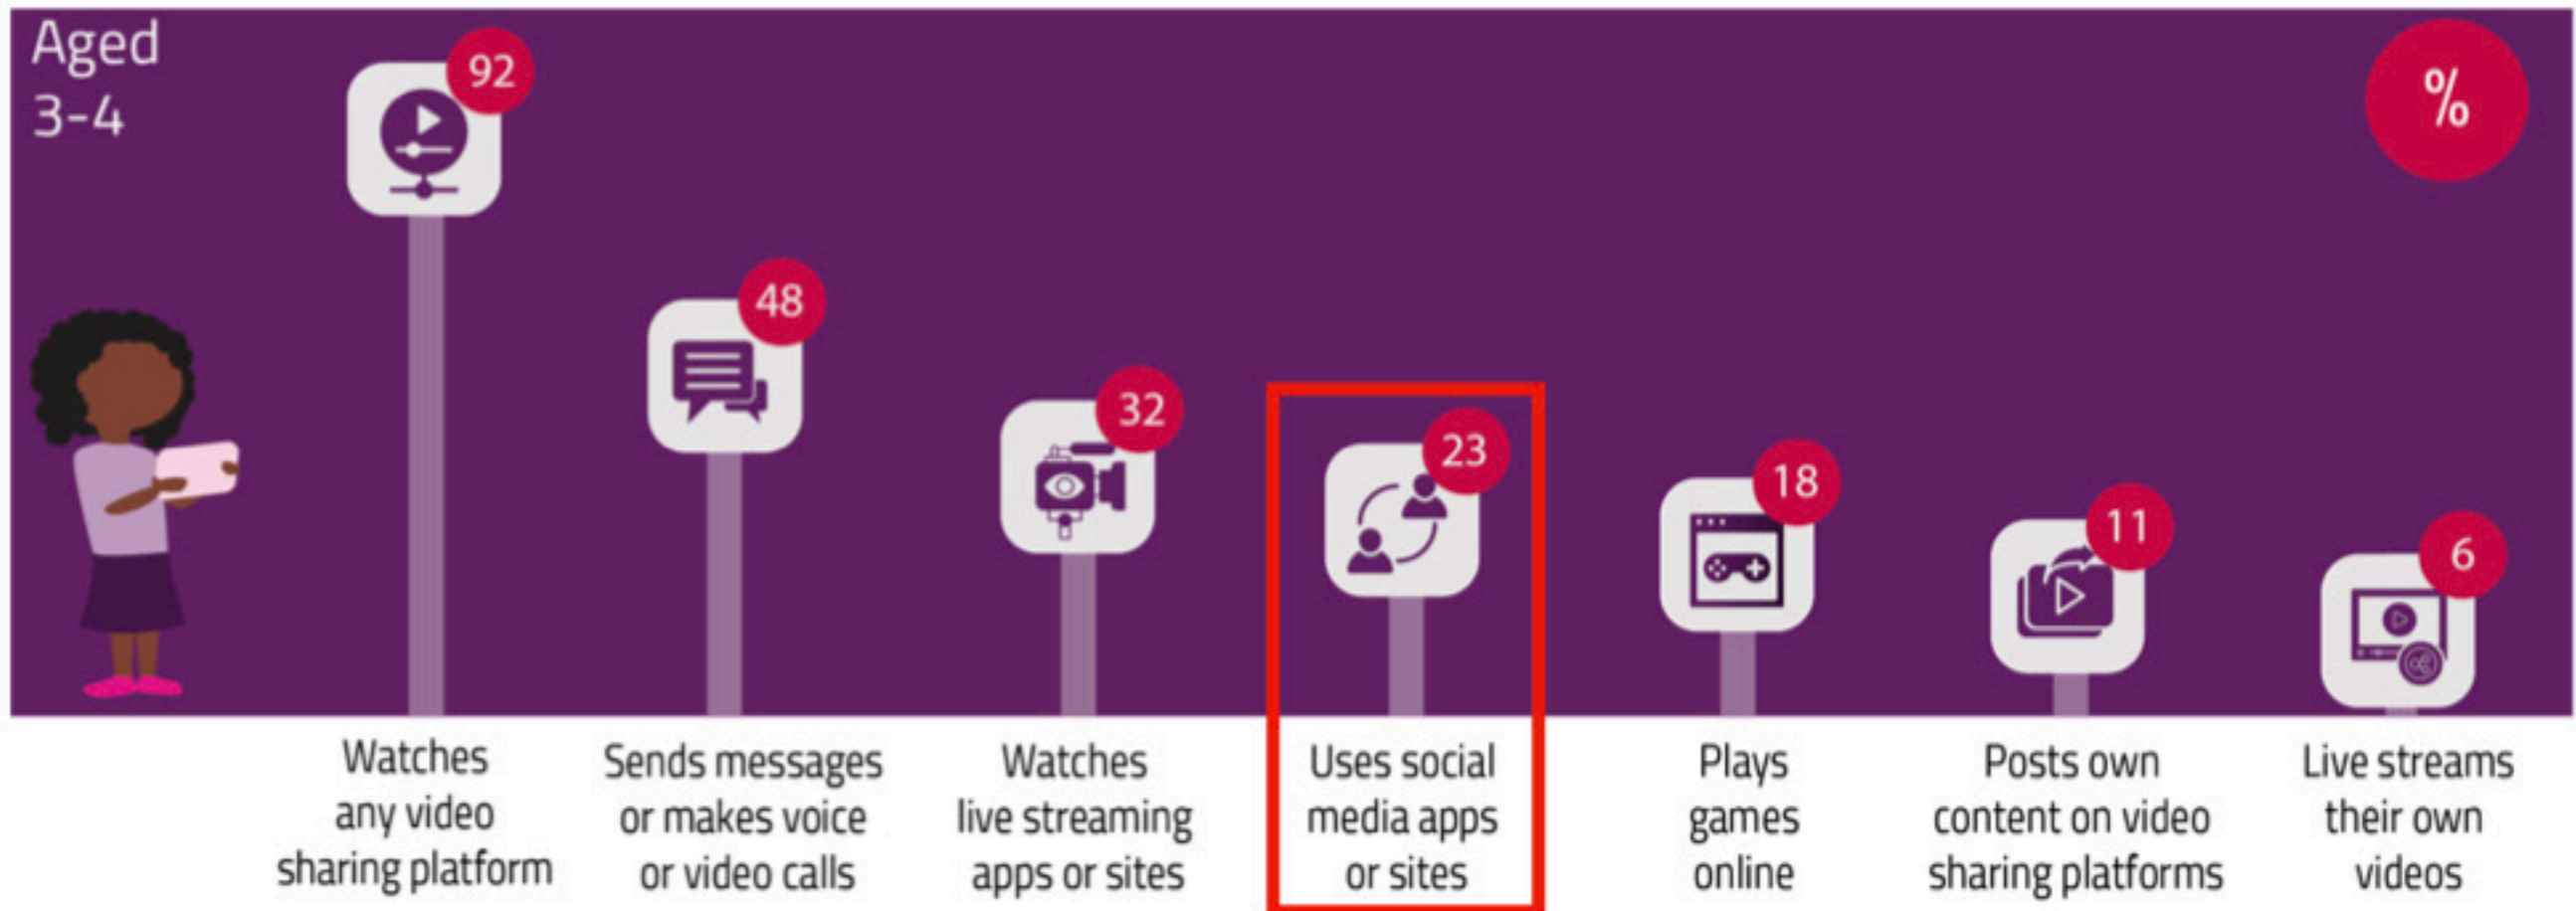 Aged
3-4
%
92
48
32
23
18
11
6
Watches
any video
sharing platform
Sends messages
or makes voice
or video calls
Watches
live streaming
apps or sites
Uses social
media apps
or sites
Plays
games
online
Posts own
content on video
sharing platforms
Live streams
their own
videos